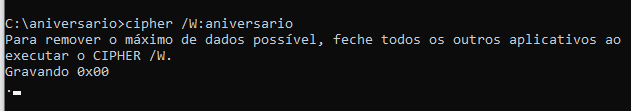 C:\aniversario>cipher /W:aniversario
Para remover o máximo de dados possível, feche todos os outros aplicativos ao
executar o CIPHER /W.
Gravando 0x00
.